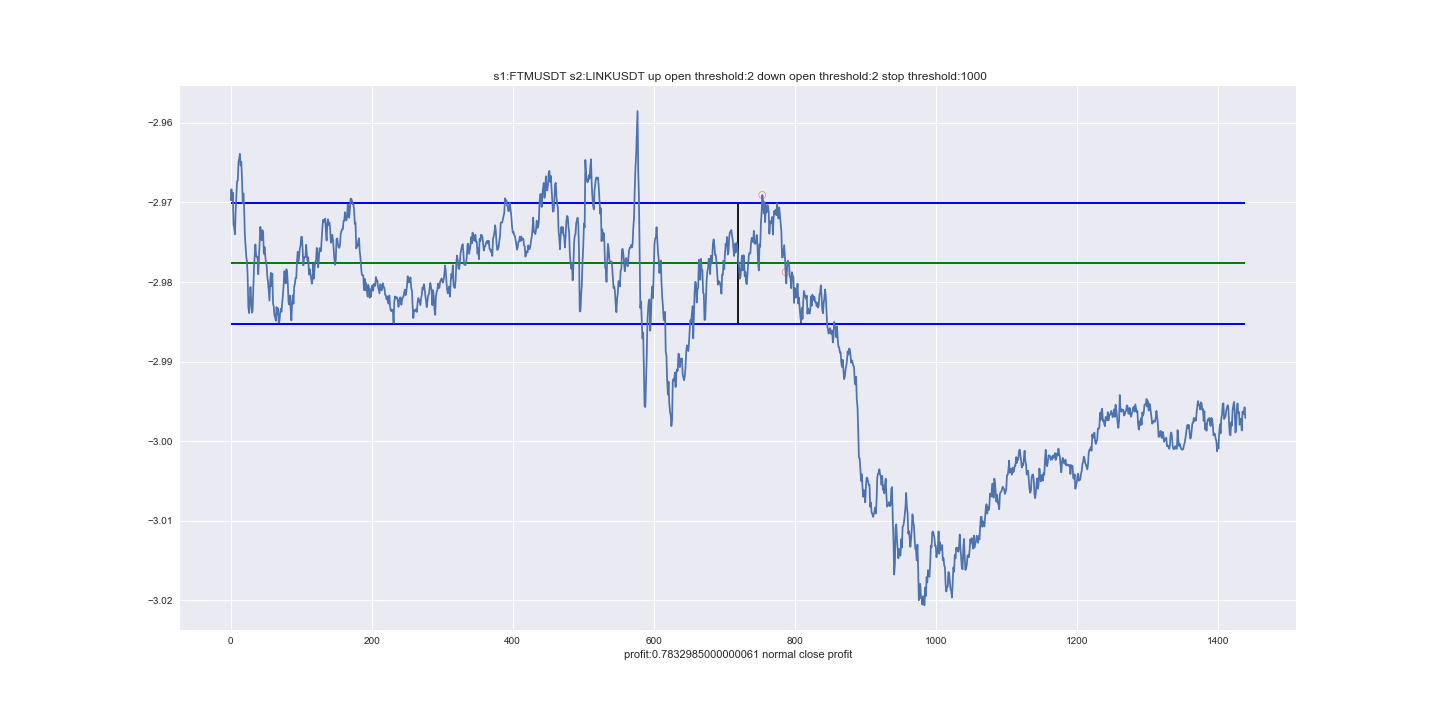 s1:FTMUSDT s2:LINKUSDT up open threshold:2 down open threshold:2 stop threshold:1000
−2.96
−2.97
−2.98
−2.99
−3.00
−3.01
−3.02
0 200 400 600 800 1000 1200 1400
profit:0.7832985000000061 normal close profit